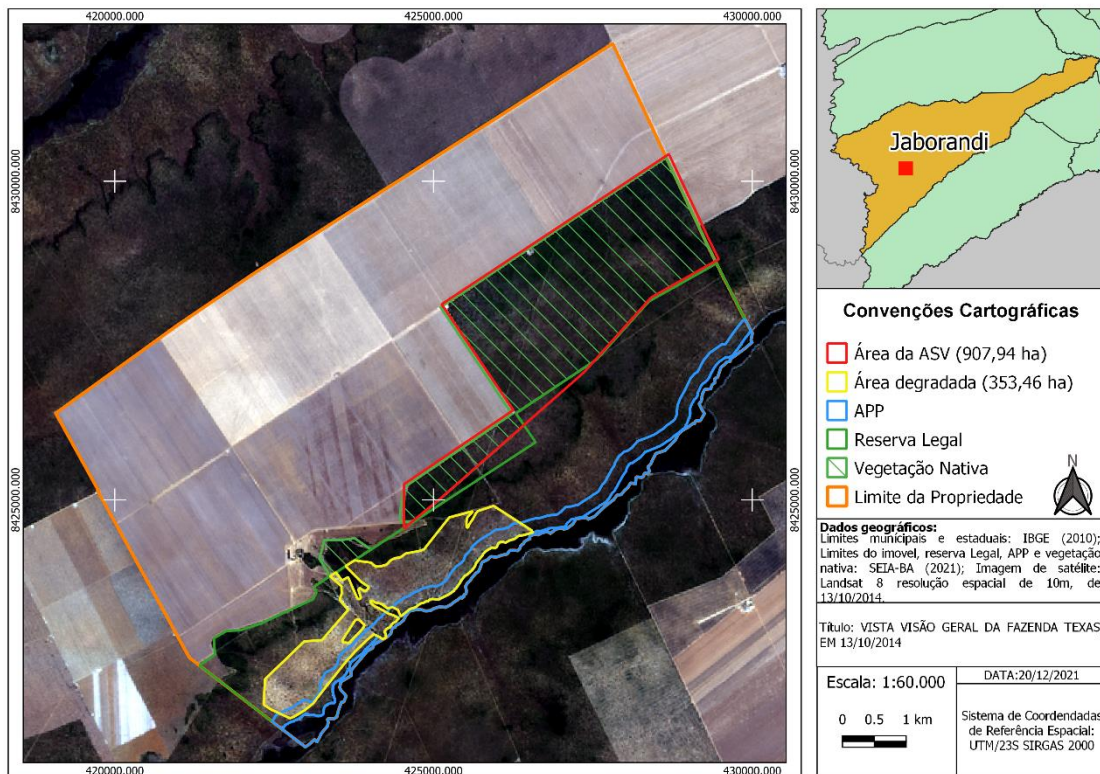 420000.000 425000.000 430000.000
8430000.000 8430000.000
8425000.000 8425000.000
420000.000 425000.000 430000.000
Jaborandi
Convenções Cartográficas
Área da ASV (907,94 ha)
Área degradada (353,46 ha)
APP
Reserva Legal
Vegetação Nativa
Limite da Propriedade
N
Dados geográficos:
Limites municipais e estaduais: IBGE (2010);
Limites do imovel, reserva Legal, APP e vegetação
nativa: SEIA-BA (2021); Imagem de satélite:
Landsat 8 resolução espacial de 10m, de
13/10/2014.
Título: VISTA VISÃO GERAL DA FAZENDA TEXAS
EM 13/10/2014
Escala: 1:60.000
0 0.5 1 km
DATA:20/12/2021
Sistema de Coordendadas
de Referência Espacial:
UTM/23S SIRGAS 2000